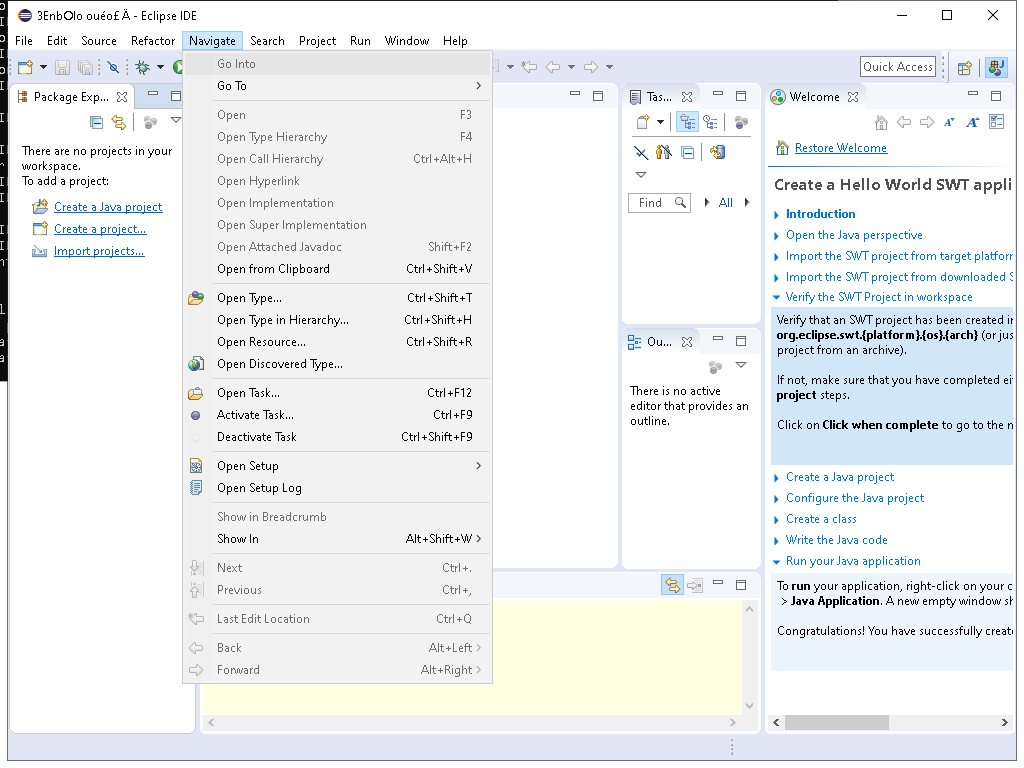 3EnbOlo ouéo£Ä - Eclipse IDE
File Edit Source Refactor Navigate Search Project Run Window Help
Quick Access
Package Exp...
There are no projects in your
workspace.
To add a project:
Create a Java project
Create a project...
Import projects...
Go Into
Go To
Open F3
Open Type Hierarchy F4
Open Call Hierarchy Ctrl+Alt+H
Open Hyperlink
Open Implementation
Open Super Implementation
Open Attached Javadoc Shift+F2
Open from Clipboard Ctrl+Shift+V
Open Type... Ctrl+Shift+T
Open Type in Hierarchy... Ctrl+Shift+H
Open Resource... Ctrl+Shift+R
Open Discovered Type...
Open Task... Ctrl+F12
Activate Task... Ctrl+F9
Deactivate Task Ctrl+Shift+F9
Open Setup
Open Setup Log
Show in Breadcrumb
Show In Alt+Shift+W
Next Ctrl+.
Previous Ctrl+,
Last Edit Location Ctrl+Q
Back Alt+Left
Forward Alt+Right
Tas...
Find All
Ou...
There is no active
editor that provides an
outline.
Welcome
Restore Welcome
Create a Hello World SWT appli
Introduction
Open the Java perspective
Import the SWT project from target platform
Import the SWT project from downloaded S
Verify the SWT Project in workspace
Verify that an SWT project has been created in
org.eclipse.swt.{platform}.{os}.{arch} (or jus
project from an archive).
If not, make sure that you have completed ei
project steps.
Click on Click when complete to go to the n
Create a Java project
Configure the Java project
Create a class
Write the Java code
Run your Java application
To run your application, right-click on your c
> Java Application. A new empty window sh
Congratulations! You have successfully create